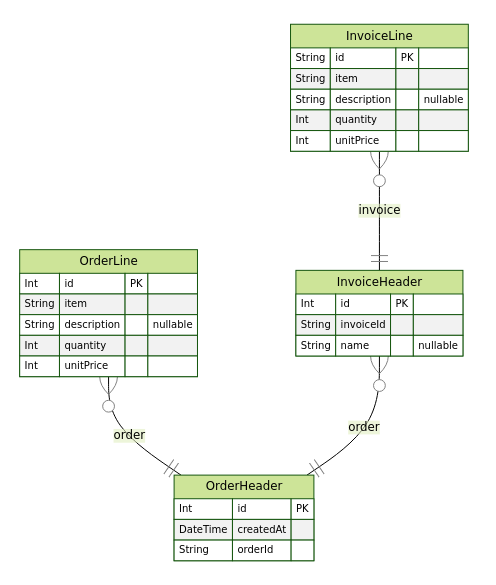 InvoiceLine
String id PK
String item
String description nullable
Int quantity
Int unitPrice
invoice
OrderLine
Int id PK
String item
String description nullable
Int quantity
Int unitPrice
InvoiceHeader
Int id PK
String invoiceId
String name nullable
order
order
OrderHeader
Int id PK
DateTime createdAt
String orderId